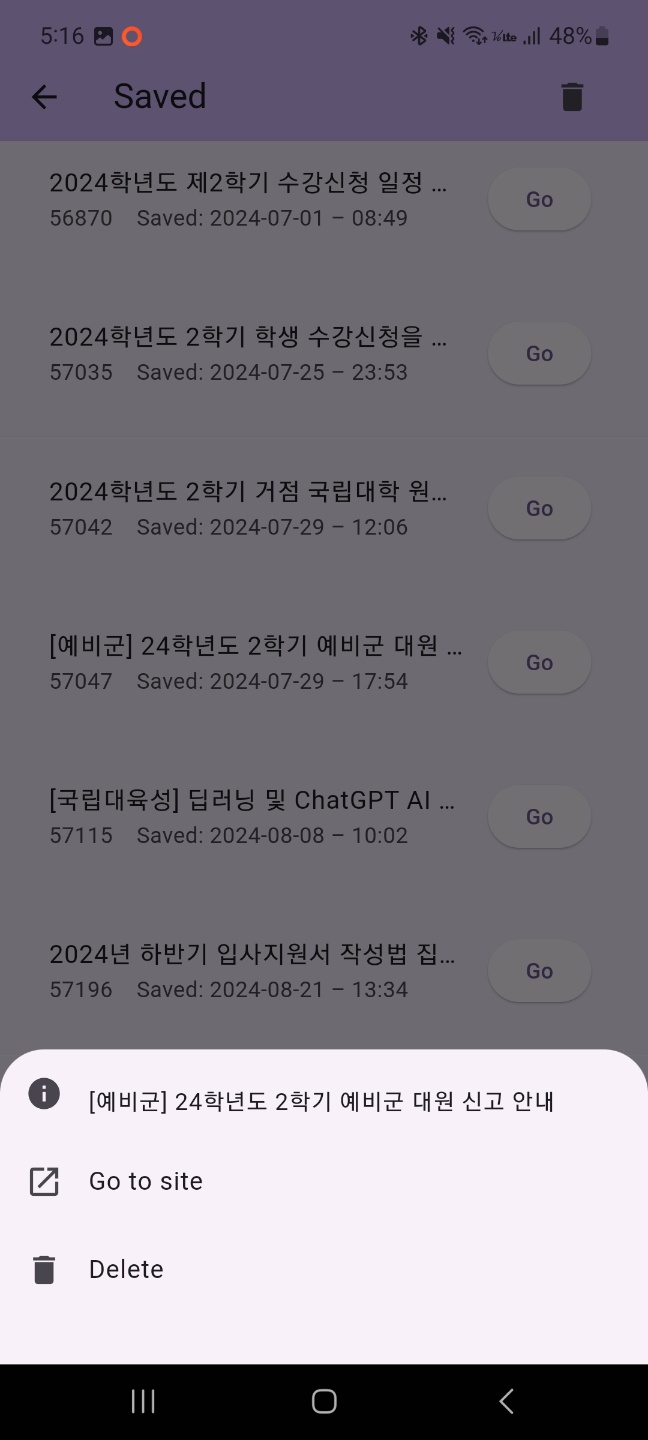 5:16 48%
Saved
2024학년도 제2학기 수강신청 일정 ...
56870 Saved: 2024-07-01 – 08:49
Go
2024학년도 2학기 학생 수강신청을 ...
57035 Saved: 2024-07-25 – 23:53
Go
2024학년도 2학기 거점 국립대학 원...
57042 Saved: 2024-07-29 – 12:06
Go
[예비군] 24학년도 2학기 예비군 대원 ...
57047 Saved: 2024-07-29 – 17:54
Go
[국립대육성] 딥러닝 및 ChatGPT AI ...
57115 Saved: 2024-08-08 – 10:02
Go
2024년 하반기 입사지원서 작성법 집...
57196 Saved: 2024-08-21 – 13:34
Go
[예비군] 24학년도 2학기 예비군 대원 신고 안내
Go to site
Delete